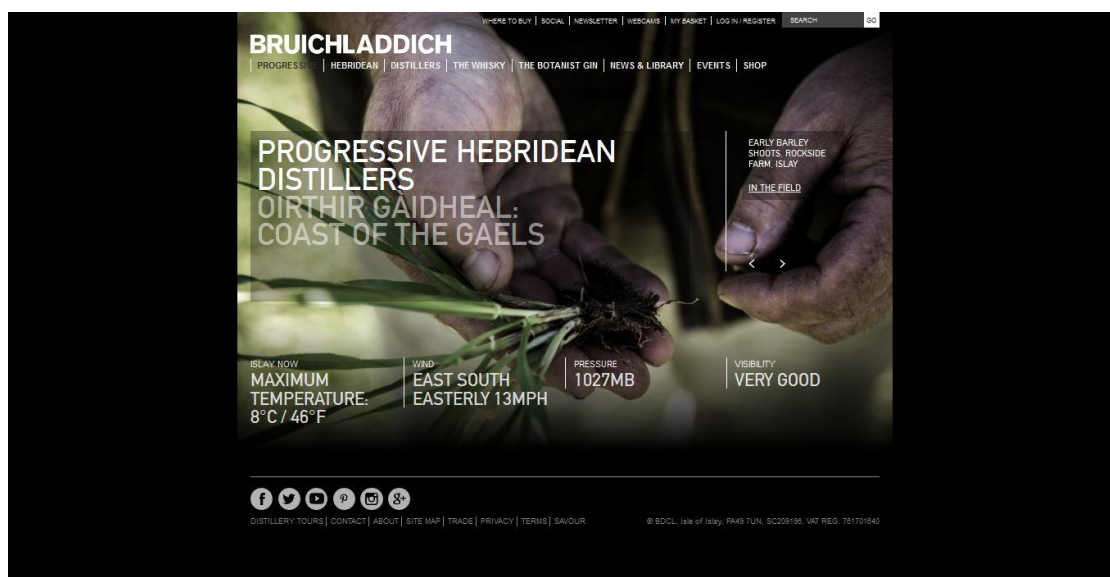 WHERE TO BUY | SOCIAL | NEWSLETTER | WEBCAMS | MY BASKET | LOG IN / REGISTER SEARCH GO
BRUICHLADDICH
PROGRESSIVE | HEBRIDEAN | DISTILLERS | THE WHISKY | THE BOTANIST GIN | NEWS & LIBRARY | EVENTS | SHOP
PROGRESSIVE HEBRIDEAN
DISTILLERS
OIRTHIR GAIDHEAL:
COAST OF THE GAELS
EARLY BARLEY
SHOOTS, ROCKSIDE
FARM, ISLAY
IN THE FIELD
< >
ISLAY NOW
MAXIMUM
TEMPERATURE:
8°C / 46°F
WIND
EAST SOUTH
EASTERLY 13MPH
PRESSURE
1027MB
VISIBILITY
VERY GOOD
DISTILLERY TOURS | CONTACT | ABOUT | SITE MAP | TRADE | PRIVACY | TERMS | SAVOUR
© BDCL, Isle of Islay, PA49 7UN, SC209196, VAT REG. 761701640